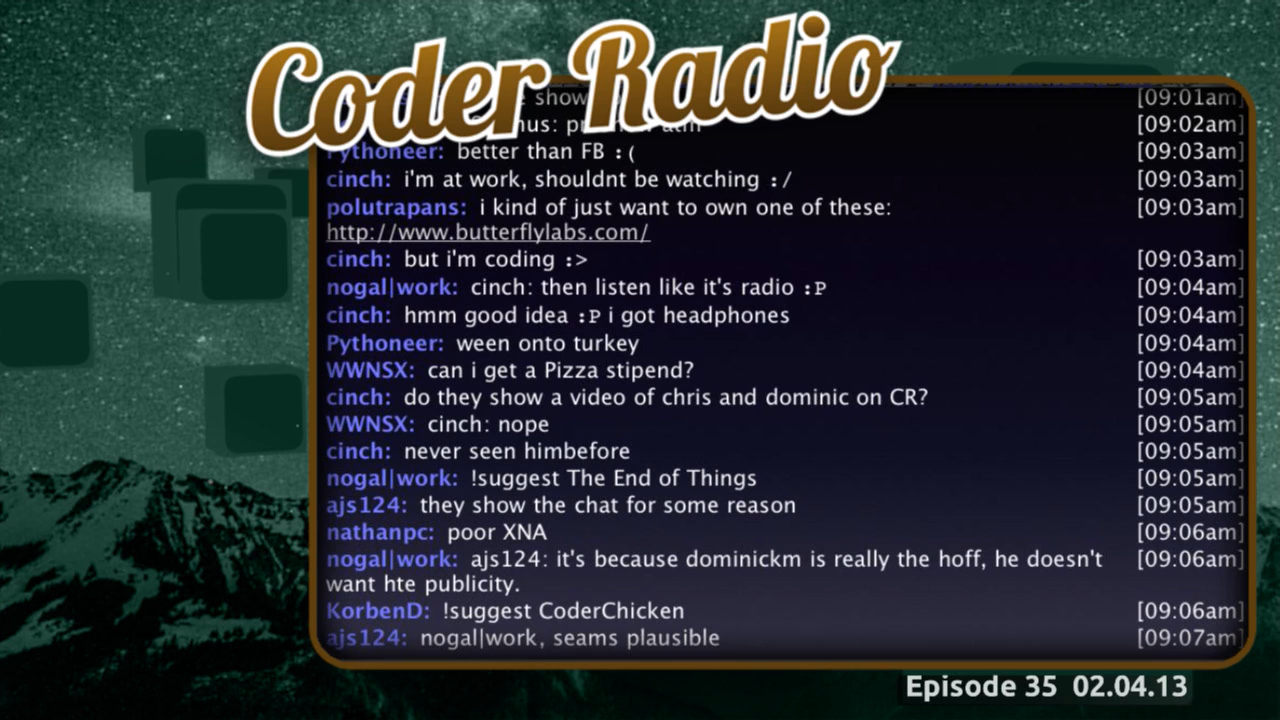 Coder Radio
show [09:01am]
[09:02am]
Pythoneer: better than FB :( [09:03am]
cinch: i'm at work, shouldnt be watching :/ [09:03am]
polutrapans: i kind of just want to own one of these: [09:03am]
http://www.butterflylabs.com/
cinch: but i'm coding :> [09:03am]
nogal|work: cinch: then listen like it's radio :P [09:04am]
cinch: hmm good idea :P i got headphones [09:04am]
Pythoneer: ween onto turkey [09:04am]
WWNSX: can i get a Pizza stipend? [09:04am]
cinch: do they show a video of chris and dominic on CR? [09:05am]
WWNSX: cinch: nope [09:05am]
cinch: never seen himbefore [09:05am]
nogal|work: !suggest The End of Things [09:05am]
ajs124: they show the chat for some reason [09:05am]
nathanpc: poor XNA [09:06am]
nogal|work: ajs124: it's because dominickm is really the hoff, he doesn't [09:06am]
want hte publicity.
KorbenD: !suggest CoderChicken [09:06am]
ajs124: nogal|work, seams plausible [09:07am]
Episode 35 02.04.13